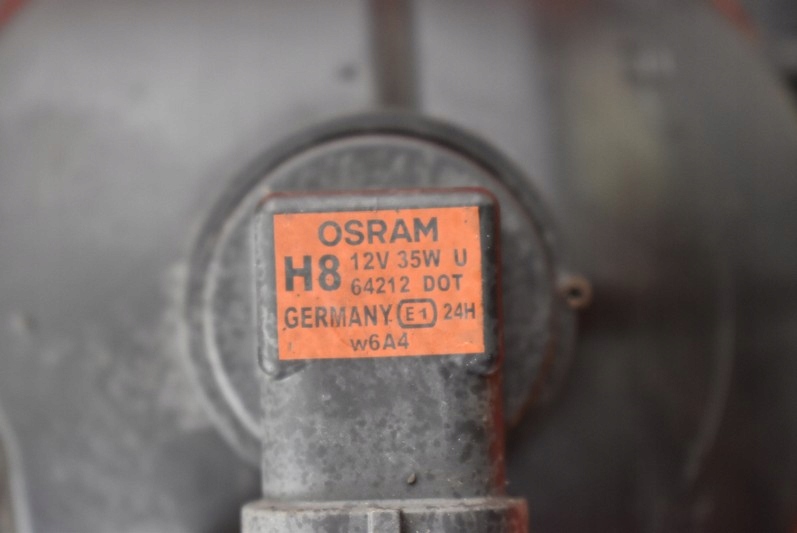 OSRAM
H8 12V 35W U
64212 DOT
GERMANY E1 24H
w6A4